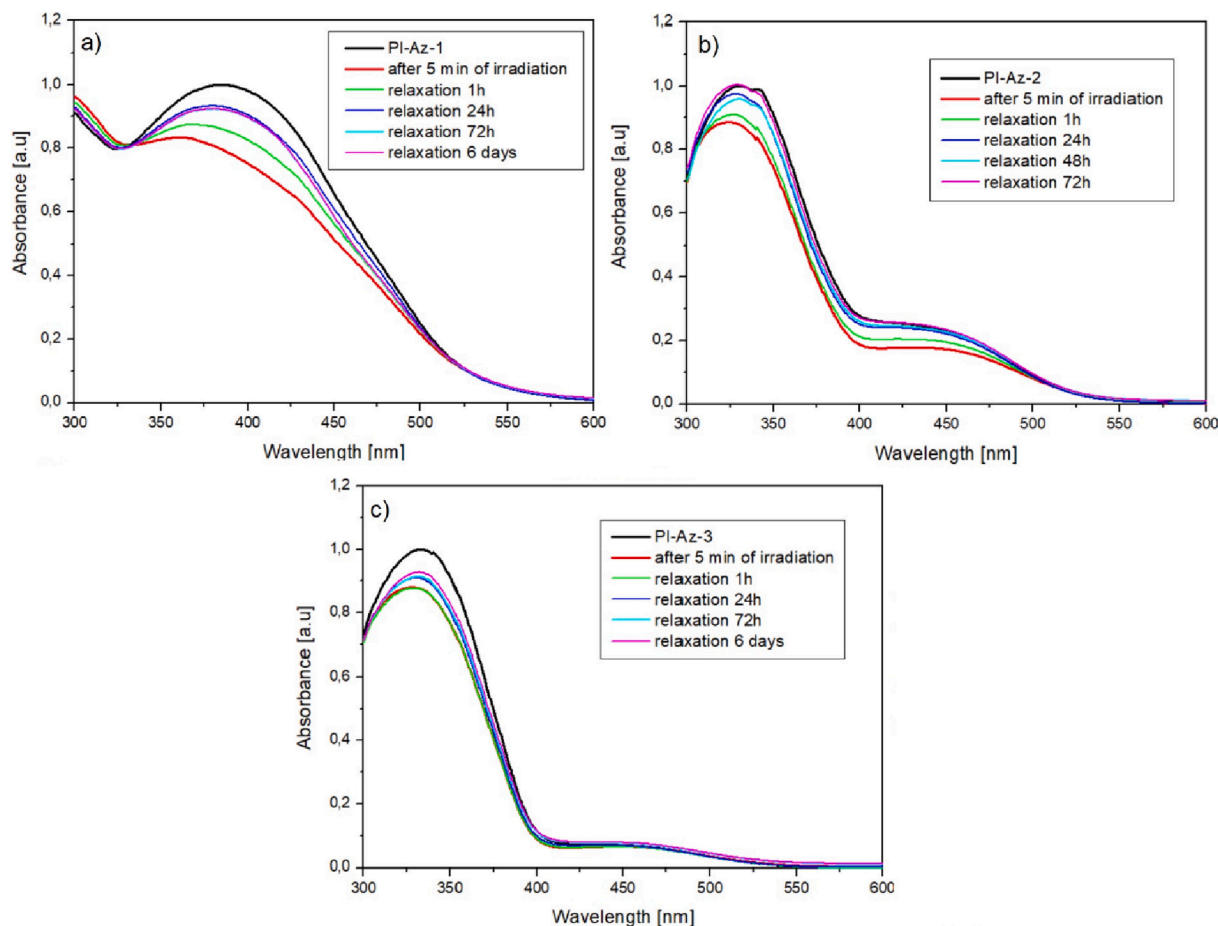 a)
PI-Az-1
after 5 min of irradiation
relaxation 1h
relaxation 24h
relaxation 72h
relaxation 6 days
Absorbance [a.u]
1,2
1,0
0,8
0,6
0,4
0,2
0,0
300 350 400 450 500 550 600
Wavelength [nm]
b)
PI-Az-2
after 5 min of irradiation
relaxation 1h
relaxation 24h
relaxation 48h
relaxation 72h
Absorbance [a.u]
1,2
1,0
0,8
0,6
0,4
0,2
0,0
300 350 400 450 500 550 600
Wavelength [nm]
c)
PI-Az-3
after 5 min of irradiation
relaxation 1h
relaxation 24h
relaxation 72h
relaxation 6 days
Absorbance [a.u]
1,2
1,0
0,8
0,6
0,4
0,2
0,0
300 350 400 450 500 550 600
Wavelength [nm]